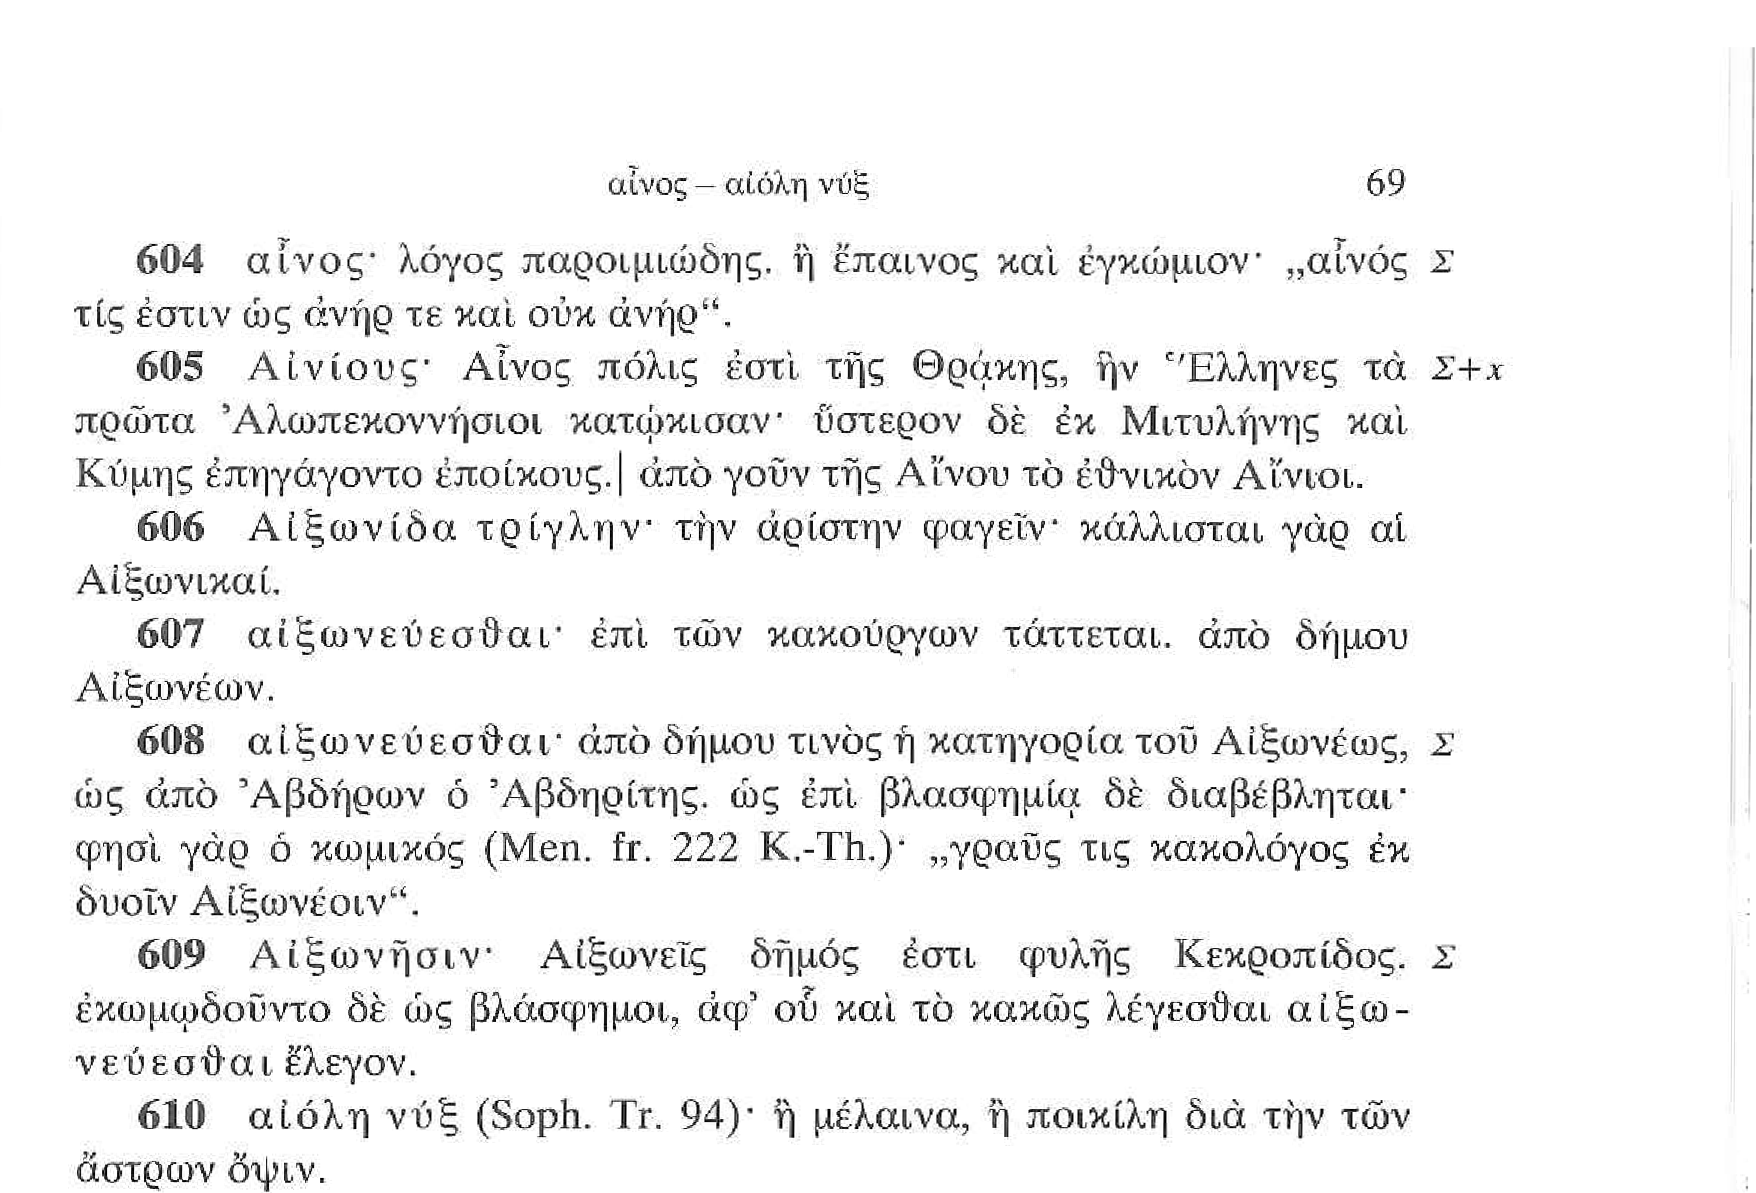 αἶνος – αἰόλη νύξ 69
604 αἶνος· λόγος παροιμιώδης. ἢ ἔπαινος καὶ ἐγκώμιον· „αἶνός Σ
τίς ἐστιν ὡς ἀνήρ τε καὶ οὐκ ἀνήρ“.
605 Αἰνίους· Αἶνος πόλις ἐστὶ τῆς Θρᾴκης, ἣν Ἕλληνες τὰ Σ+x
πρῶτα Ἀλωπεκοννήσιοι κατῴκισαν· ὕστερον δὲ ἐκ Μιτυλήνης καὶ
Κύμης ἐπηγάγοντο ἐποίκους.| ἀπὸ γοῦν τῆς Αἴνου τὸ ἐθνικὸν Αἴνιοι.
606 Αἰξωνίδα τρίγλην· τὴν ἀρίστην φαγεῖν· κάλλισται γὰρ αἱ
Αἰξωνικαί.
607 αἰξωνεύεσθαι· ἐπὶ τῶν κακούργων τάττεται. ἀπὸ δήμου
Αἰξωνέων.
608 αἰξωνεύεσθαι· ἀπὸ δήμου τινὸς ἡ κατηγορία τοῦ Αἰξωνέως, Σ
ὡς ἀπὸ Ἀβδήρων ὁ Ἀβδηρίτης. ὡς ἐπὶ βλασφημίᾳ δὲ διαβέβληται·
φησὶ γὰρ ὁ κωμικός (Men. fr. 222 K.-Th.)· „γραῦς τις κακολόγος ἐκ
δυοῖν Αἰξωνέοιν“.
609 Αἰξωνῆσιν· Αἰξωνεῖς δῆμός ἐστι φυλῆς Κεκροπίδος. Σ
ἐκωμῳδοῦντο δὲ ὡς βλάσφημοι, ἀφ’ οὗ καὶ τὸ κακῶς λέγεσθαι αἰξω-
νεύεσθαι ἔλεγον.
610 αἰόλη νύξ (Soph. Tr. 94)· ἢ μέλαινα, ἢ ποικίλη διὰ τὴν τῶν
ἄστρων ὄψιν.